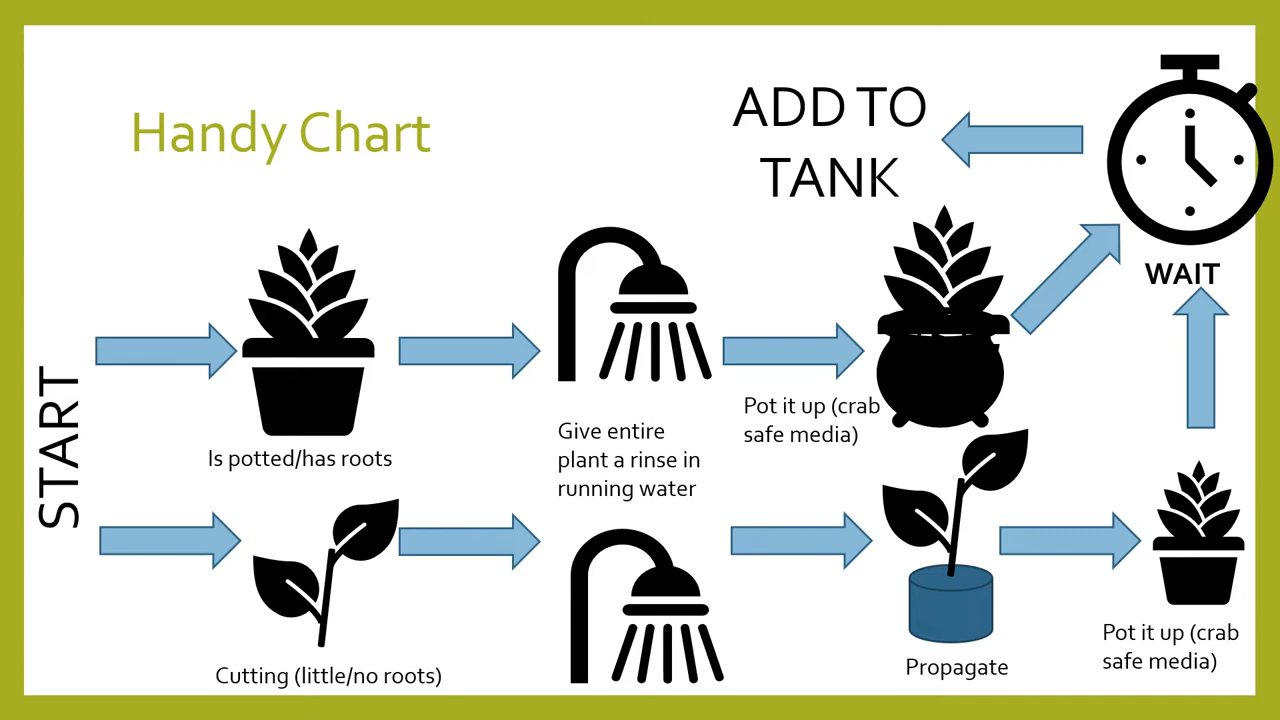 Handy Chart
ADD TO
TANK
WAIT
START
Is potted/has roots
Give entire
plant a rinse in
running water
Pot it up (crab
safe media)
Cutting (little/no roots)
Propagate
Pot it up (crab
safe media)